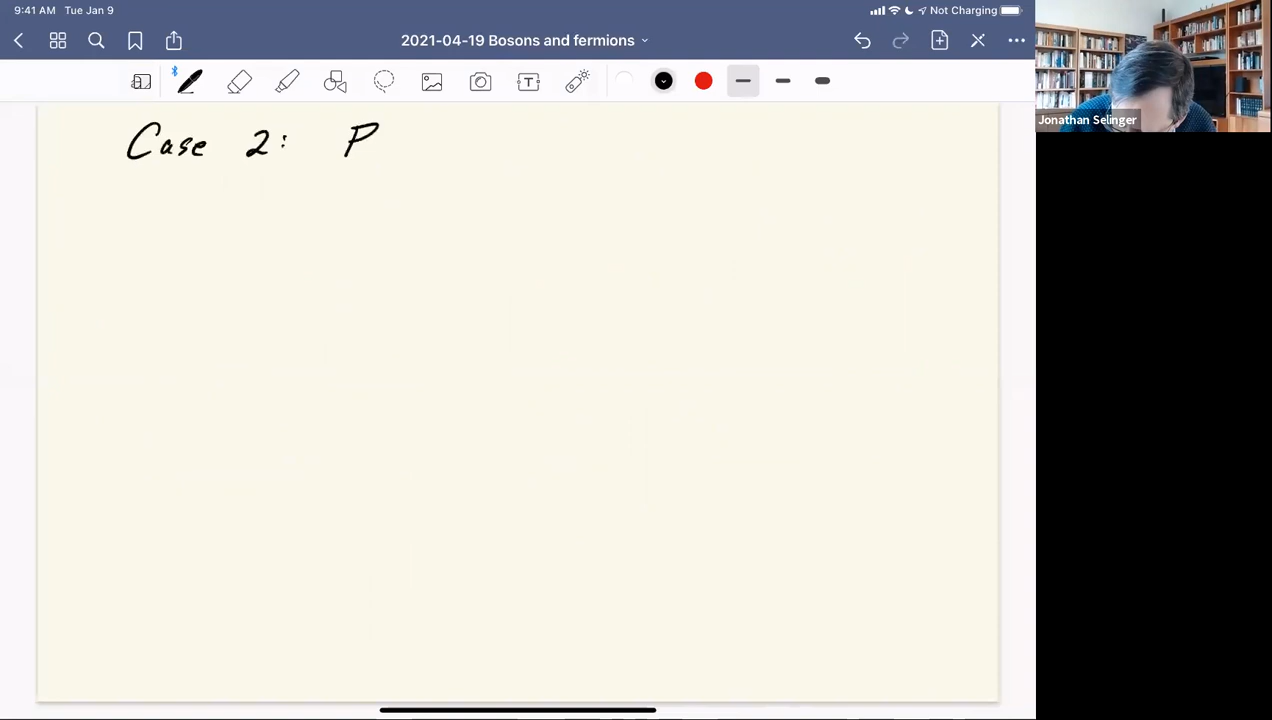 9:41 AM Tue Jan 9
Not Charging
2021-04-19 Bosons and fermions
T
Jonathan Selinger
Case 2: P